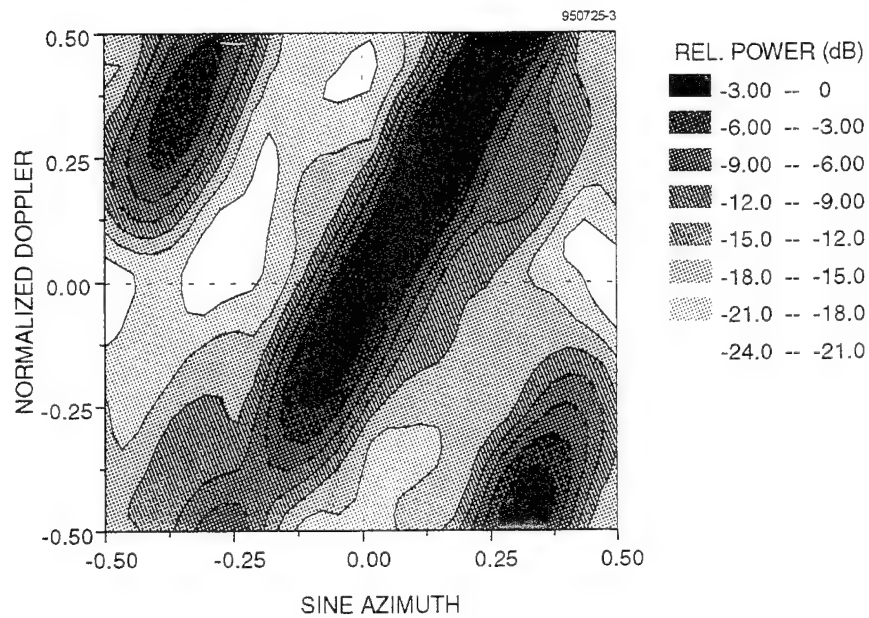 950725-3
0.50
0.25
0.00
-0.25
-0.50
NORMALIZED DOPPLER
-0.50 -0.25 0.00 0.25 0.50
SINE AZIMUTH
REL. POWER (dB)
-3.00 -- 0
-6.00 -- -3.00
-9.00 -- -6.00
-12.0 -- -9.00
-15.0 -- -12.0
-18.0 -- -15.0
-21.0 -- -18.0
-24.0 -- -21.0